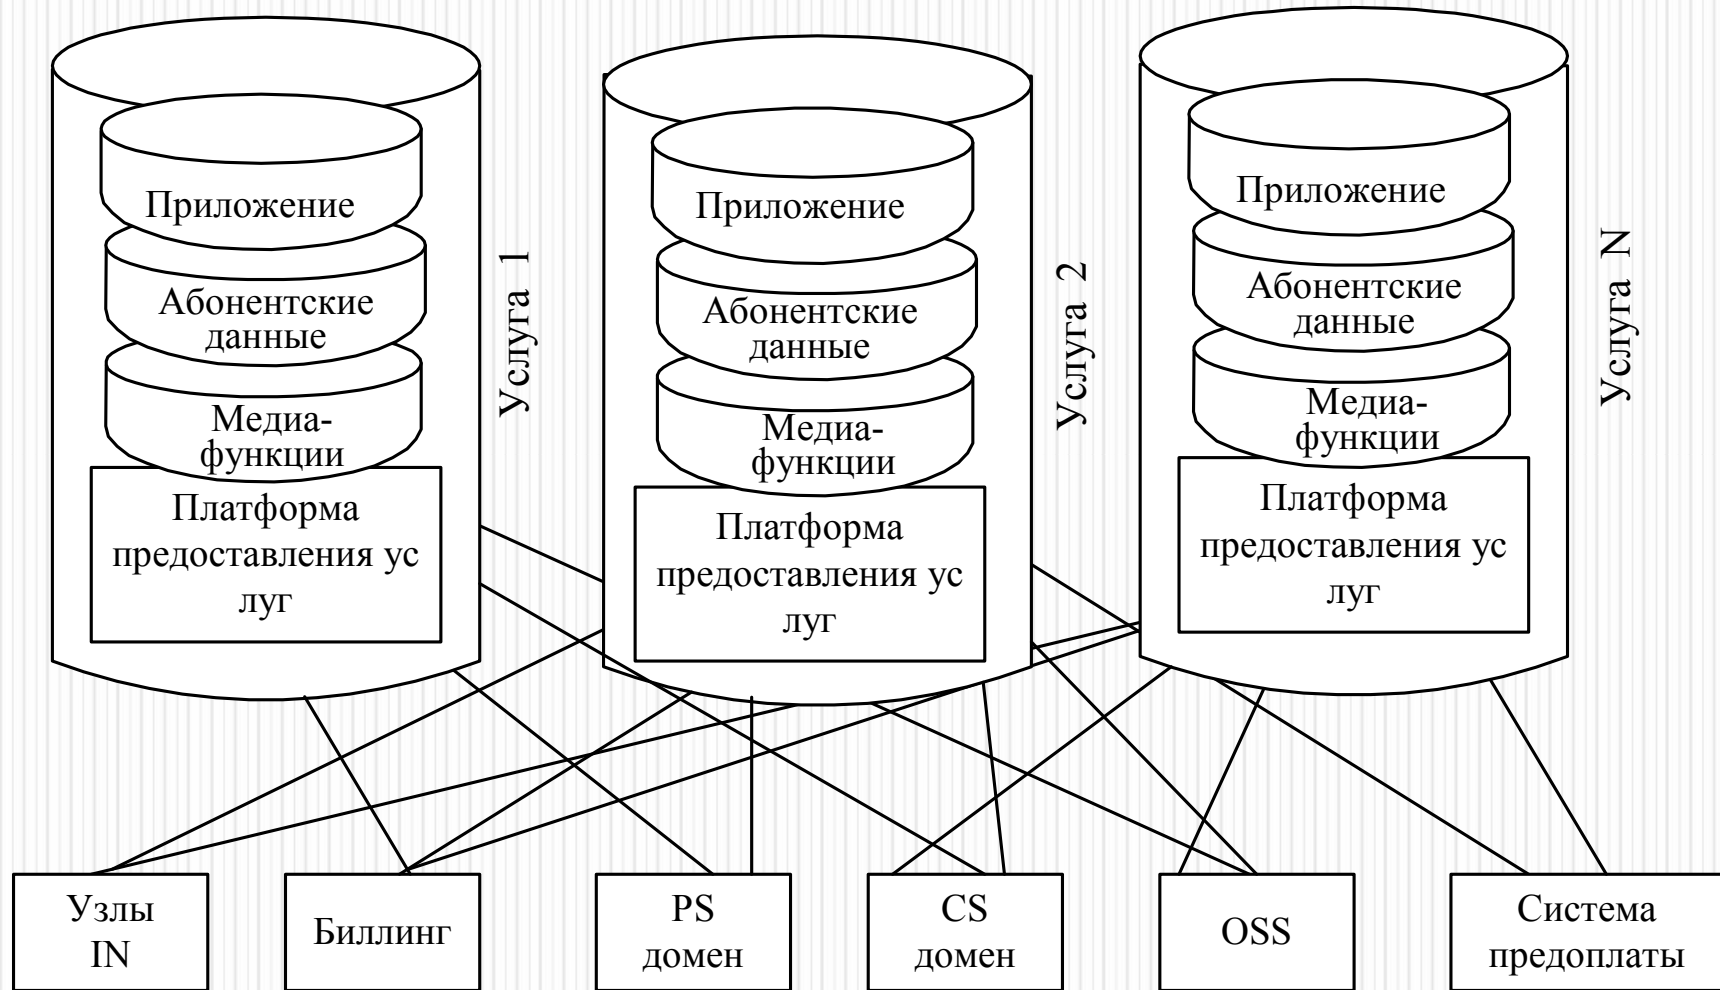 Приложение
Абонентские
данные
Медиа-
функции
Платформа
предоставления ус
луг
Услуга 1
Приложение
Абонентские
данные
Медиа-
функции
Платформа
предоставления ус
луг
Услуга 2
Приложение
Абонентские
данные
Медиа-
функции
Платформа
предоставления ус
луг
Услуга N
Узлы
IN
Биллинг
PS
домен
CS
домен
OSS
Система
предоплаты